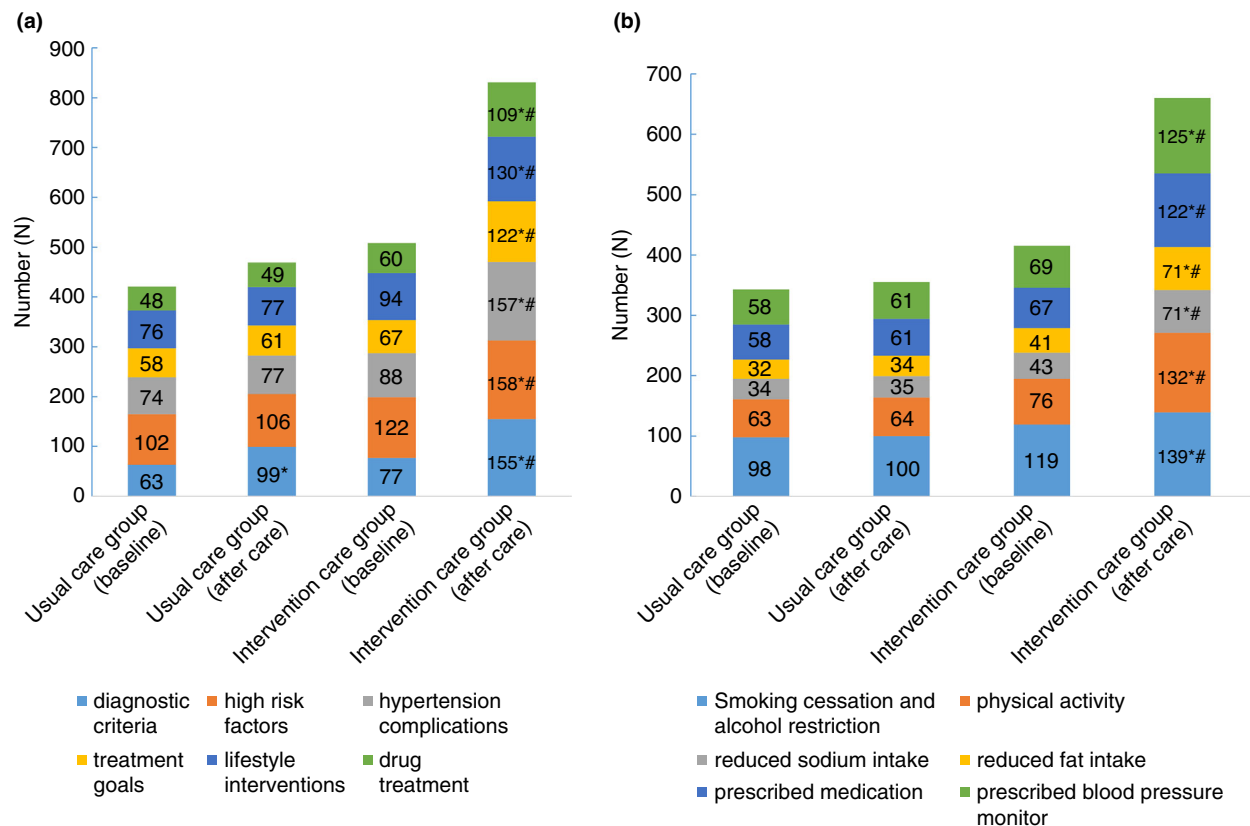 (a)
900
800
700
600
500
400
300
200
100
0
Number (N)
48
76
58
74
102
63
49
77
61
77
106
99*
60
94
67
88
122
77
109*#
130*#
122*#
157*#
158*#
155*#
Usual care group
(baseline)
Usual care group
(after care)
Intervention care group
(baseline)
Intervention care group
(after care)
diagnostic
criteria
high risk
factors
hypertension
complications
treatment
goals
lifestyle
interventions
drug
treatment
(b)
700
600
500
400
300
200
100
0
Number (N)
58
58
32
34
63
98
61
61
34
35
64
100
69
67
41
43
76
119
125*#
122*#
71*#
71*#
132*#
139*#
Usual care group
(baseline)
Usual care group
(after care)
Intervention care group
(baseline)
Intervention care group
(after care)
Smoking cessation and
alcohol restriction
physical activity
reduced sodium intake
reduced fat intake
prescribed medication
prescribed blood pressure
monitor